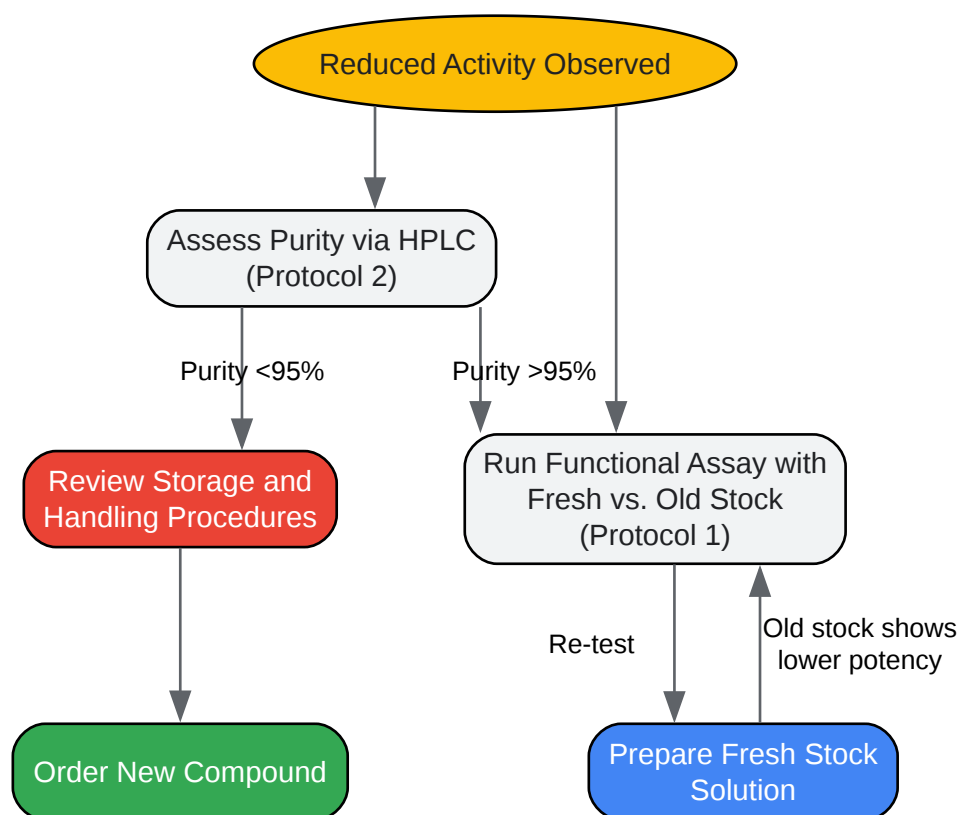 Reduced Activity Observed
Assess Purity via HPLC
(Protocol 2)
Purity <95%
Purity >95%
Review Storage and
Handling Procedures
Run Functional Assay with
Fresh vs. Old Stock
(Protocol 1)
Re-test
Old stock shows
lower potency
Order New Compound
Prepare Fresh Stock
Solution